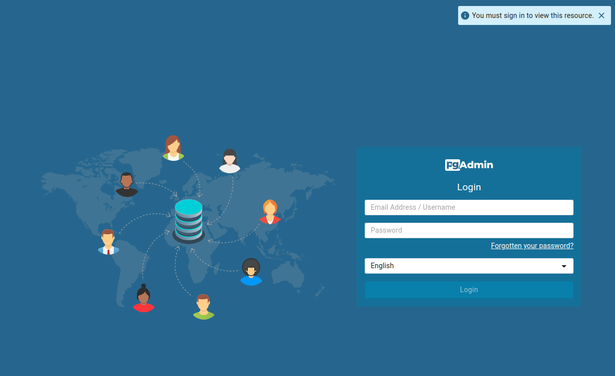 You must sign in to view this resource.
pgAdmin
Login
Email Address / Username
Password
Forgotten your password?
English
Login